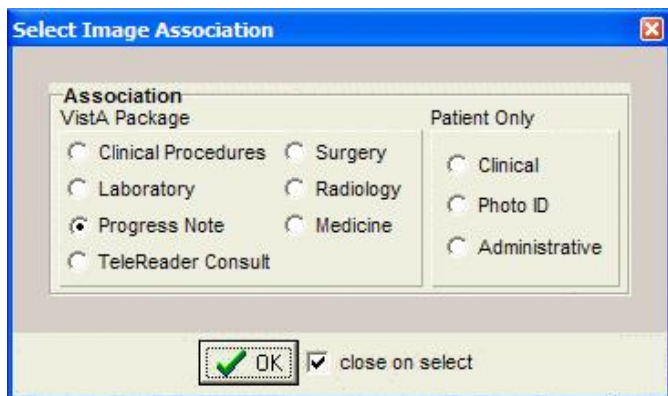 Select Image Association
Association
VistA Package
Patient Only
Clinical Procedures
Surgery
Clinical
Laboratory
Radiology
Photo ID
Progress Note
Medicine
Administrative
TeleReader Consult
OK
close on select